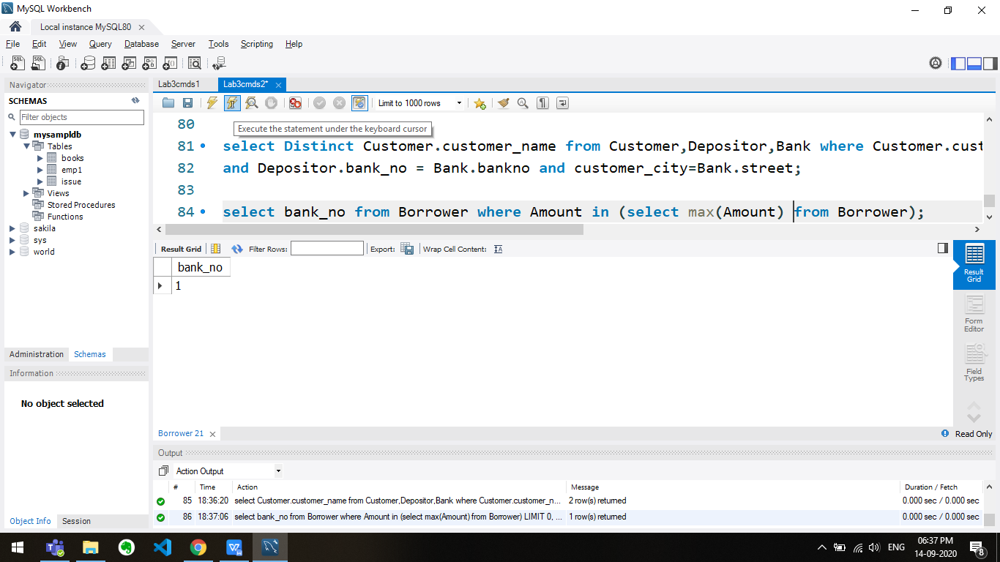 MySQL Workbench
Local instance MySQL80
File Edit View Query Database Server Tools Scripting Help
Navigator
SCHEMAS
Filter objects
mysampldb
Tables
books
emp1
issue
Views
Stored Procedures
Functions
sakila
sys
world
Administration Schemas
Information
No object selected
Object Info Session
Lab3cmds1 Lab3cmds2*
Limit to 1000 rows
Execute the statement under the keyboard cursor
80
81 select Distinct Customer.customer_name from Customer,Depositor,Bank where Customer.cust
82 and Depositor.bank_no = Bank.bankno and customer_city=Bank.street;
83
84 select bank_no from Borrower where Amount in (select max(Amount) from Borrower);
Result Grid Filter Rows: Export: Wrap Cell Content:
bank_no
1
Result Grid
Form Editor
Field Types
Borrower 21
Read Only
Output
Action Output
# Time Action Message Duration / Fetch
85 18:36:20 select Customer.customer_name from Customer,Depositor,Bank where Customer.customer_n... 2 row(s) returned 0.000 sec / 0.000 sec
86 18:37:06 select bank_no from Borrower where Amount in (select max(Amount) from Borrower) LIMIT 0, ... 1 row(s) returned 0.000 sec / 0.000 sec
ENG
06:37 PM
14-09-2020
8